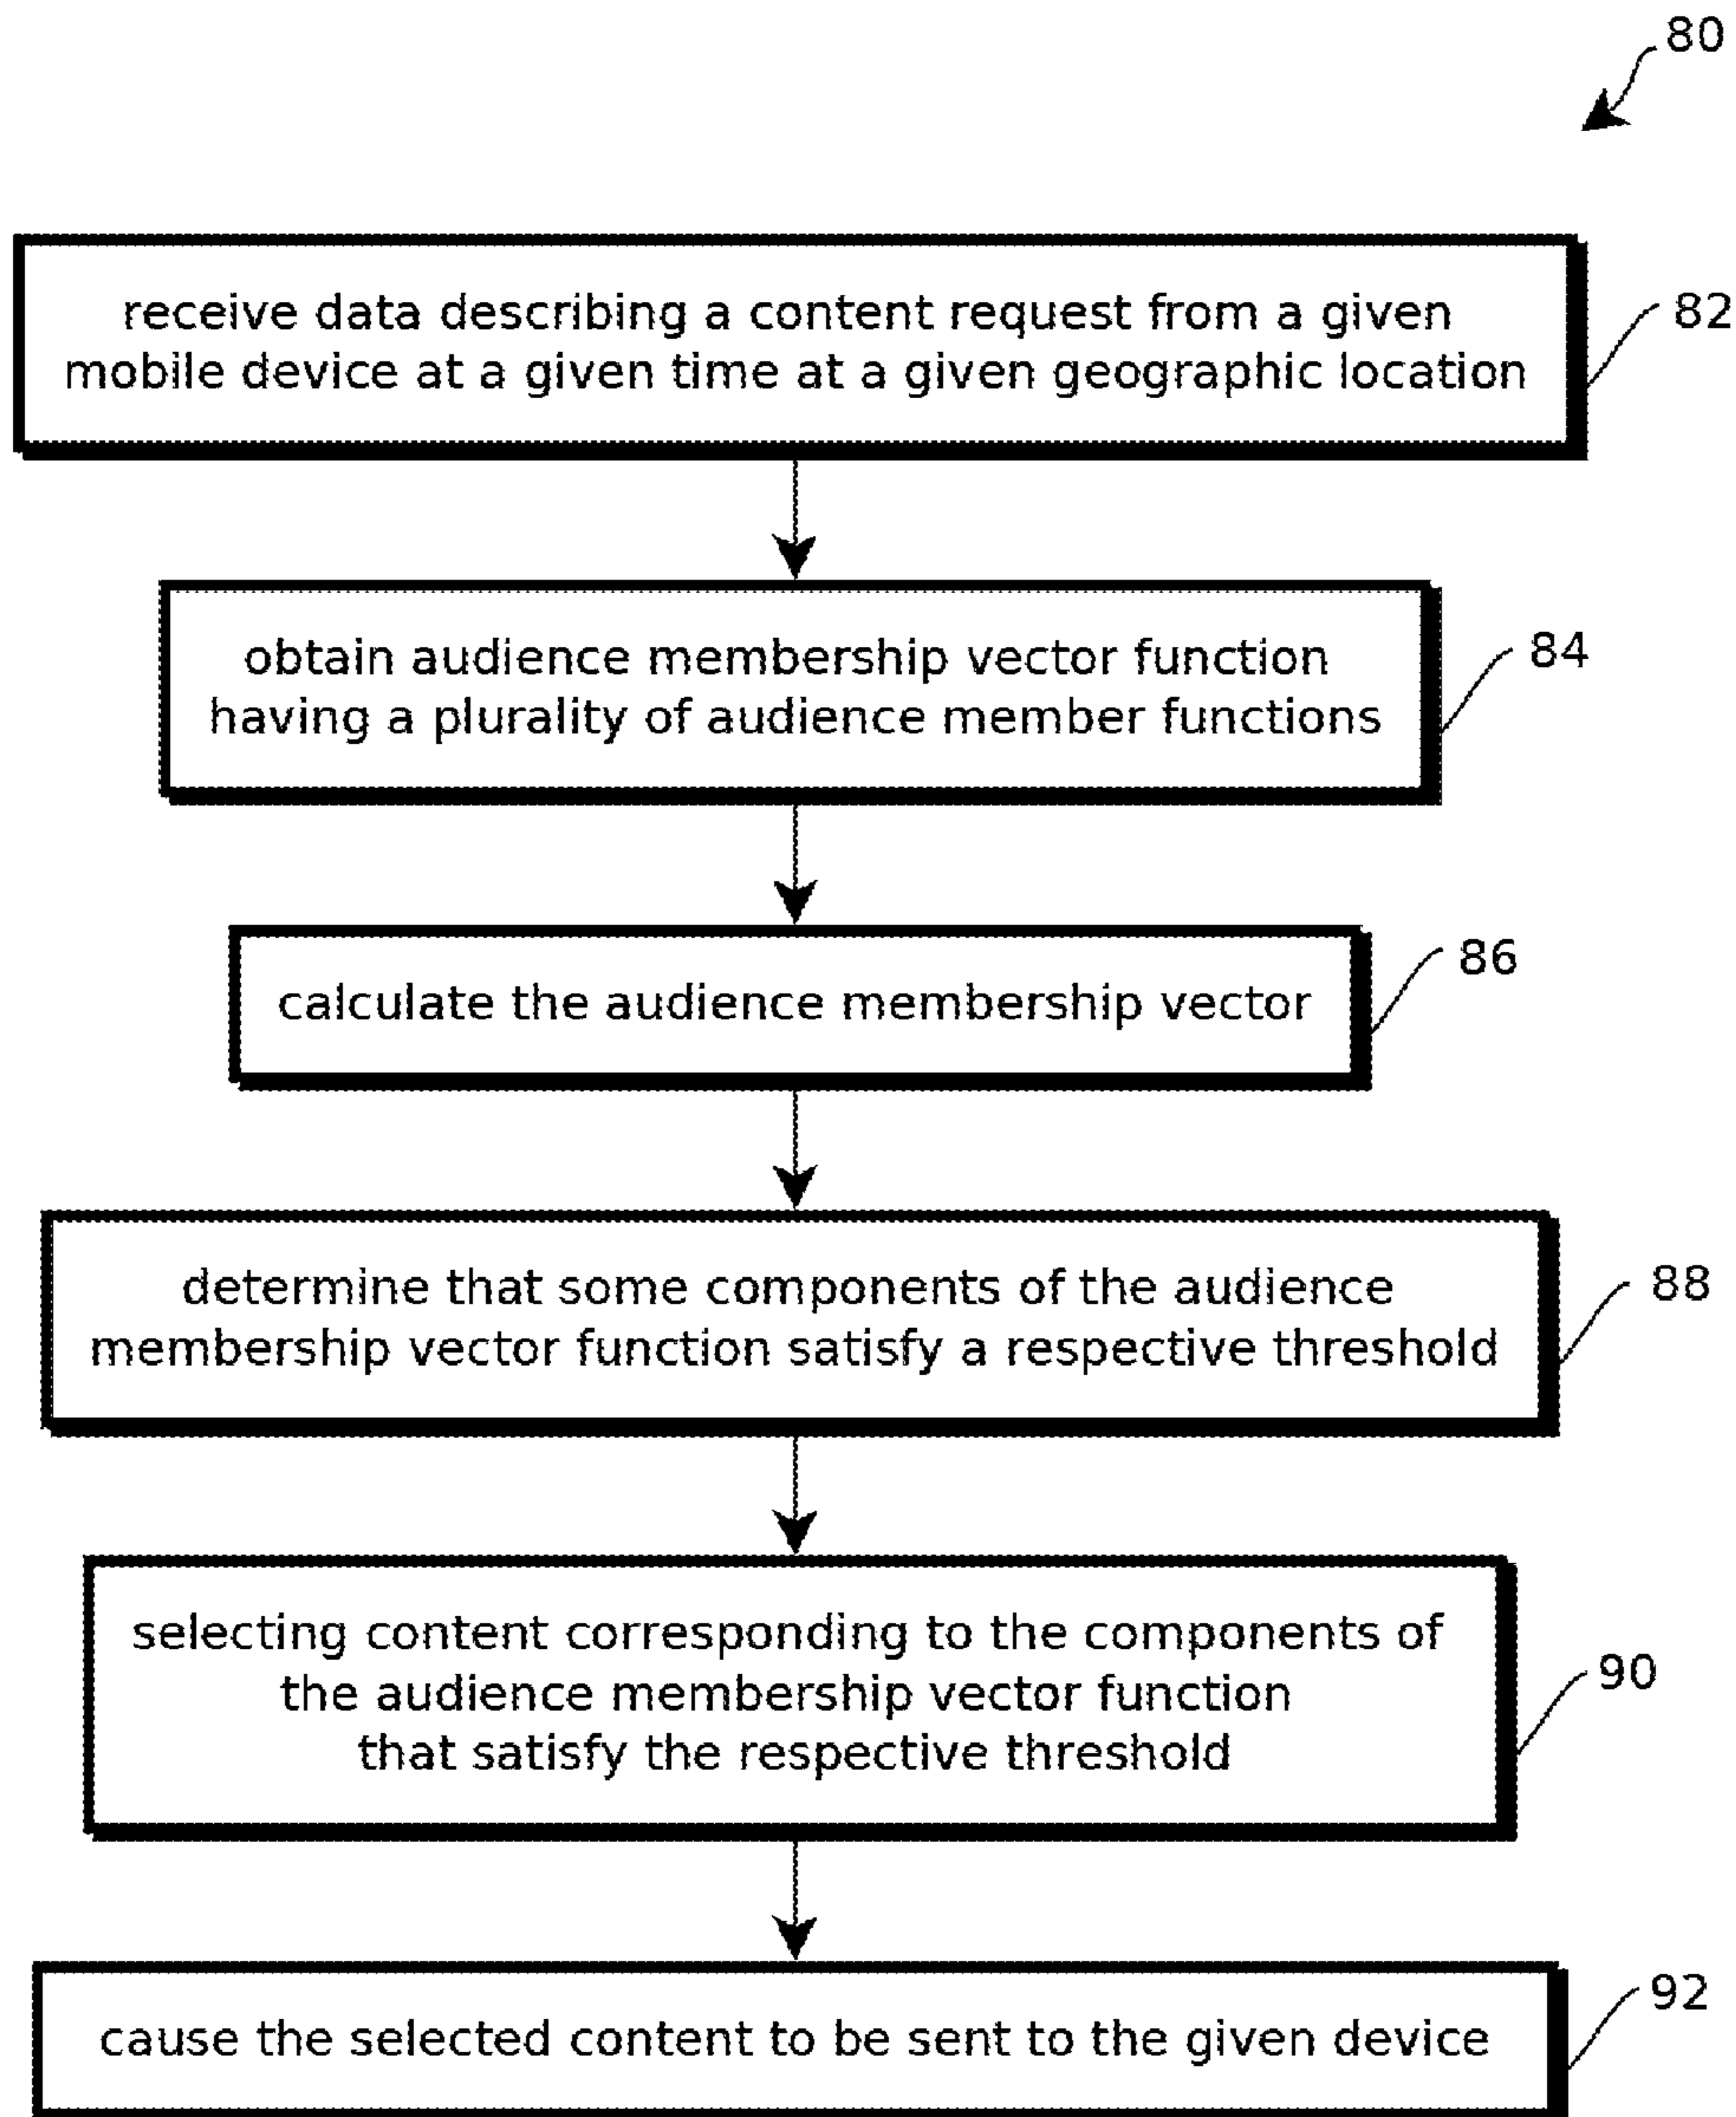 80
receive data describing a content request from a given
mobile device at a given time at a given geographic location
82
obtain audience membership vector function
having a plurality of audience member functions
84
calculate the audience membership vector
86
determine that some components of the audience
membership vector function satisfy a respective threshold
88
selecting content corresponding to the components of
the audience membership vector function
that satisfy the respective threshold
90
cause the selected content to be sent to the given device
92